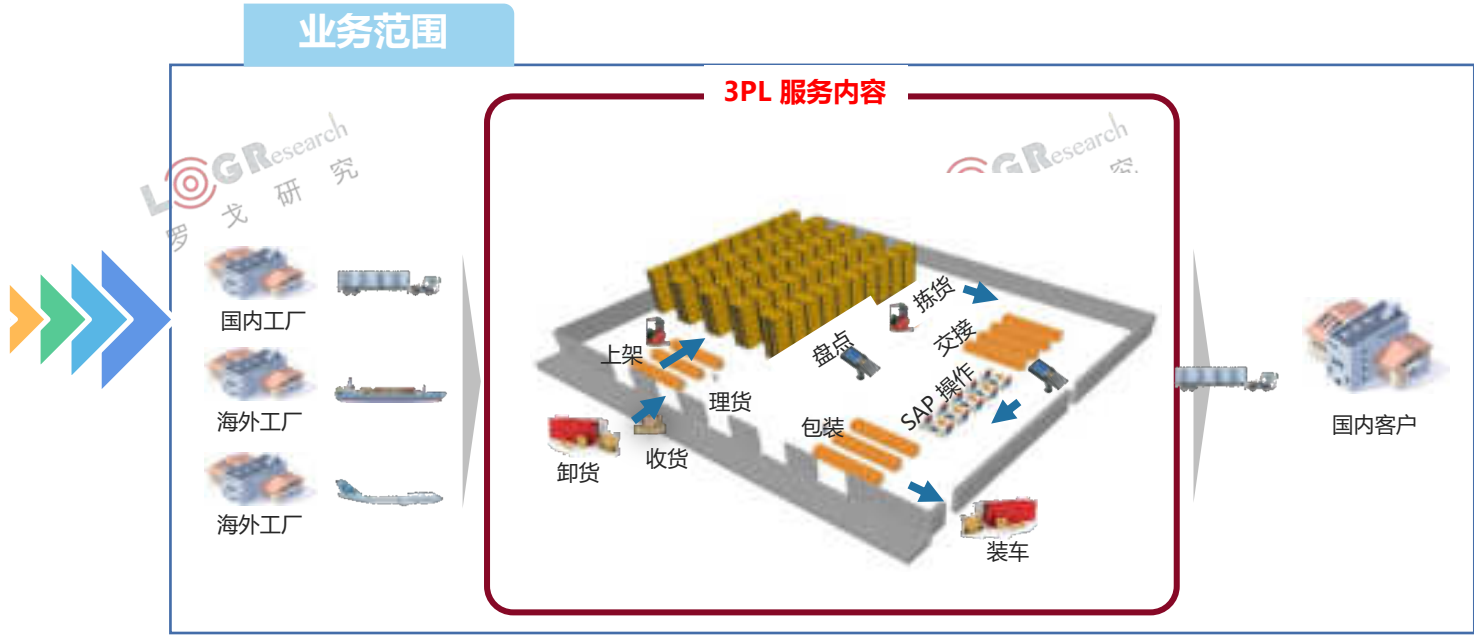 业务范围
3PL 服务内容
LOGResearch
罗戈研究
OGResearch
究
国内工厂
海外工厂
海外工厂
上架
理货
卸货
收货
盘点
拣货
交接
SAP 操作
包装
装车
国内客户